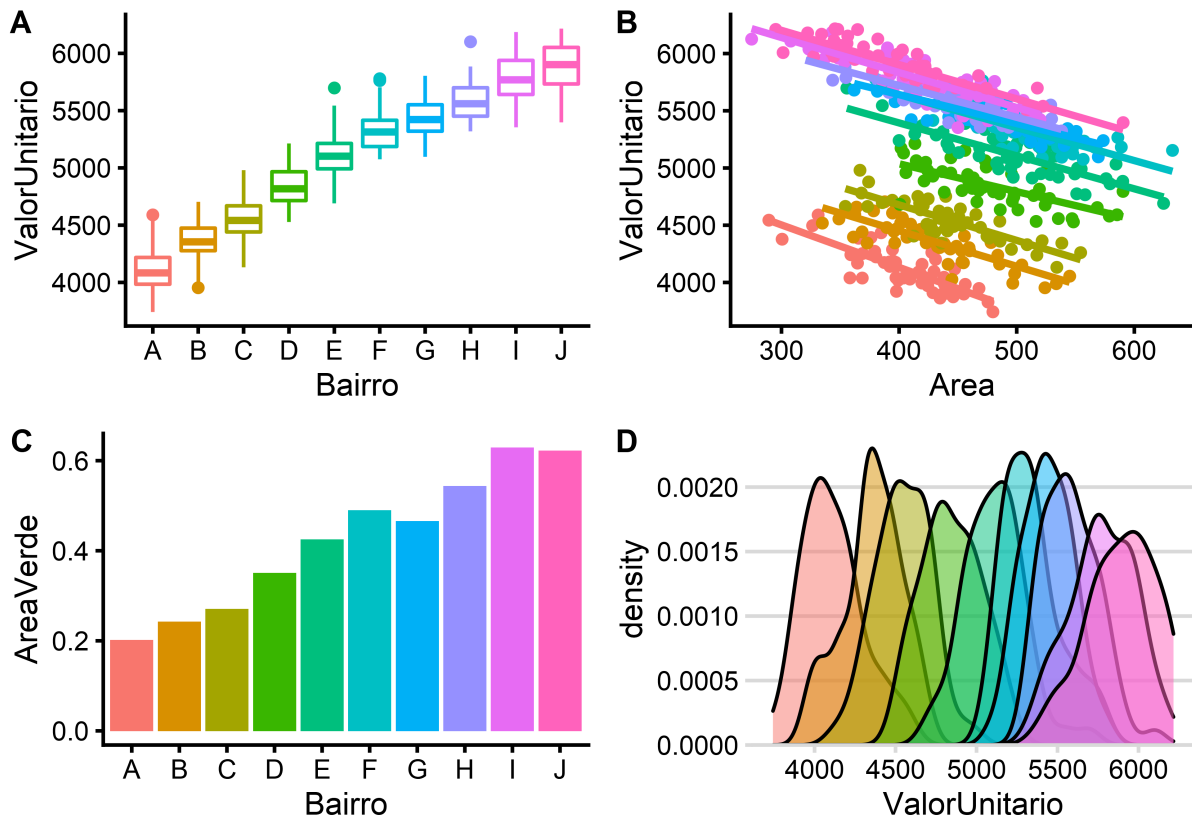 A
ValorUnitario
6000
5500
5000
4500
4000
A B C D E F G H I J
Bairro
B
ValorUnitario
6000
5500
5000
4500
4000
300 400 500 600
Area
C
AreaVerde
0.6
0.4
0.2
0.0
A B C D E F G H I J
Bairro
D
density
0.0020
0.0015
0.0010
0.0005
0.0000
4000 4500 5000 5500 6000
ValorUnitario